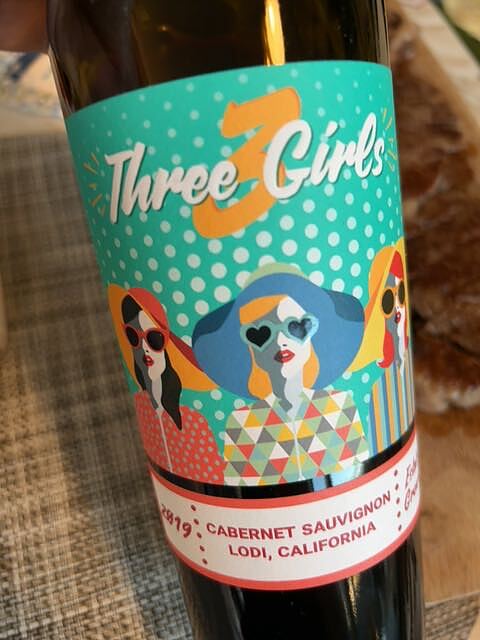 3
Three Girls
2019
CABERNET SAUVIGNON
LODI, CALIFORNIA